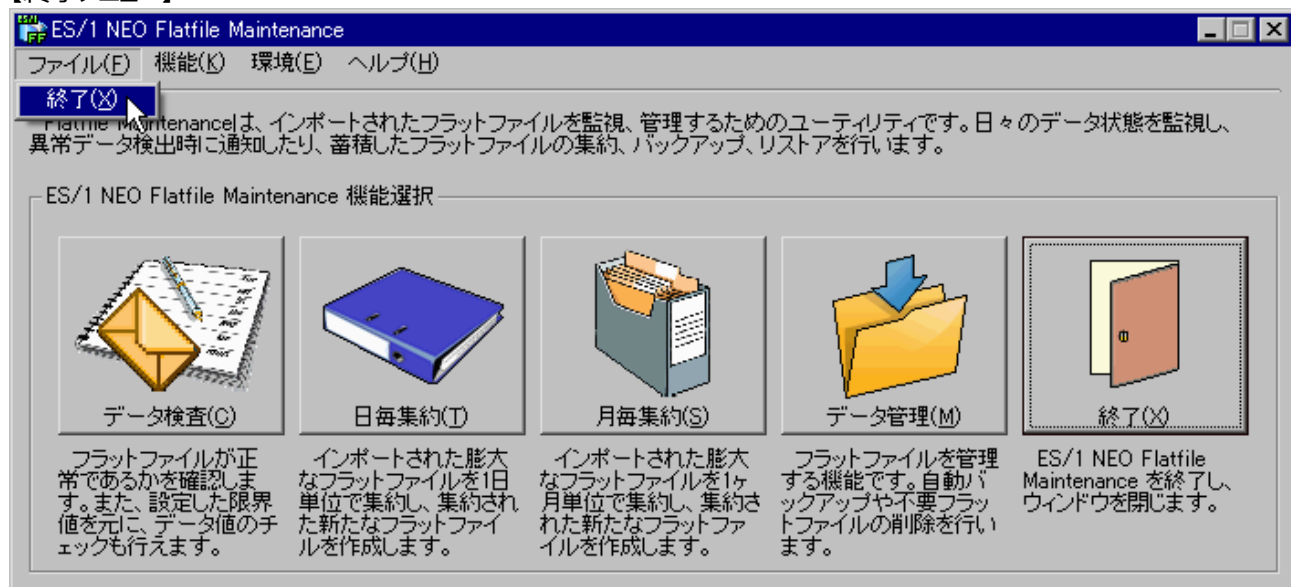 ES/1 NEO Flatfile Maintenance
ファイル(F) 機能(K) 環境(E) ヘルプ(H)
終了(X)
Flatfile Maintenanceは、インポートされたフラットファイルを監視、管理するためのユーティリティです。日々のデータ状態を監視し、
異常データ検出時に通知したり、蓄積したフラットファイルの集約、バックアップ、リストアを行います。
ES/1 NEO Flatfile Maintenance 機能選択
データ検査(C)
フラットファイルが正
常であるかを確認しま
す。また、設定した限界
値を元に、データ値のチ
ェックも行えます。
日毎集約(T)
インポートされた膨大
なフラットファイルを1日
単位で集約し、集約され
た新たなフラットファイ
ルを作成します。
月毎集約(S)
インポートされた膨大
なフラットファイルを1ヶ
月単位で集約し、集約さ
れた新たなフラットファ
イルを作成します。
データ管理(M)
フラットファイルを管理
する機能です。自動バ
ックアップや不要フラッ
トファイルの削除を行い
ます。
終了(X)
ES/1 NEO Flatfile
Maintenance を終了し、
ウィンドウを閉じます。